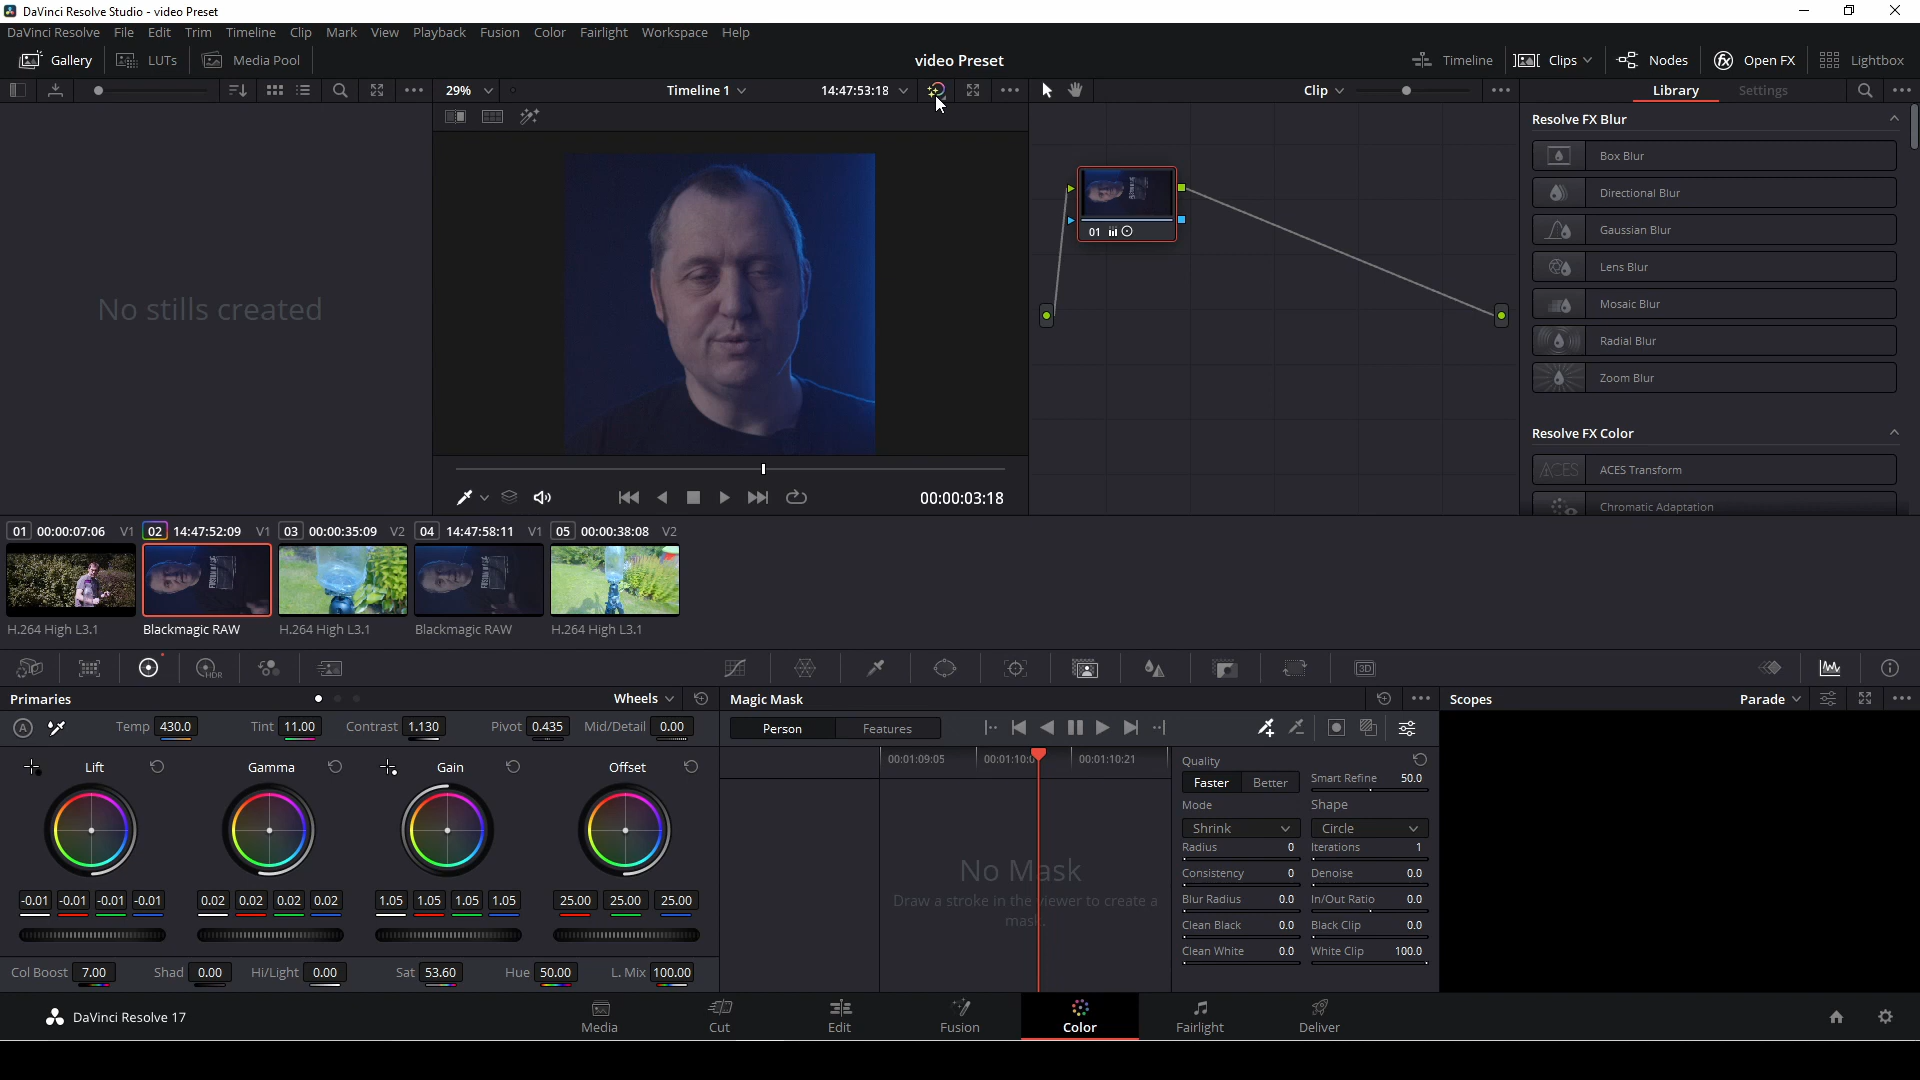 DaVinci Resolve Studio - video Preset
DaVinci Resolve File Edit Trim Timeline Clip Mark View Playback Fusion Color Fairlight Workspace Help
Gallery LUTs Media Pool video Preset Timeline Clips Nodes Open FX Lightbox
29% Timeline 1 14:47:53:18 Clip Library Settings
Resolve FX Blur
Box Blur
Directional Blur
Gaussian Blur
Lens Blur
Mosaic Blur
Radial Blur
Zoom Blur
Resolve FX Color
ACES ACES Transform
Chromatic Adaptation
01
No stills created
00:00:03:18
01 00:00:07:06 V1 02 14:47:52:09 V1 03 00:00:35:09 V2 04 14:47:58:11 V1 05 00:00:38:08 V2
H.264 High L3.1 Blackmagic RAW H.264 High L3.1 Blackmagic RAW H.264 High L3.1
HDR 3D
Primaries Wheels Magic Mask Scopes Parade
A Temp 430.0 Tint 11.00 Contrast 1.130 Pivot 0.435 Mid/Detail 0.00 Person Features
Lift Gamma Gain Offset
-0.01 -0.01 -0.01 -0.01 0.02 0.02 0.02 0.02 1.05 1.05 1.05 1.05 25.00 25.00 25.00
Col Boost 7.00 Shad 0.00 Hi/Light 0.00 Sat 53.60 Hue 50.00 L. Mix 100.00
00:01:09:05 00:01:10:0 00:01:10:21
No Mask
Draw a stroke in the viewer to create a
mask.
Quality
Faster Better Smart Refine 50.0
Mode Shape
Shrink Circle
Radius 0 Iterations 1
Consistency 0 Denoise 0.0
Blur Radius 0.0 In/Out Ratio 0.0
Clean Black 0.0 Black Clip 0.0
Clean White 0.0 White Clip 100.0
DaVinci Resolve 17 Media Cut Edit Fusion Color Fairlight Deliver